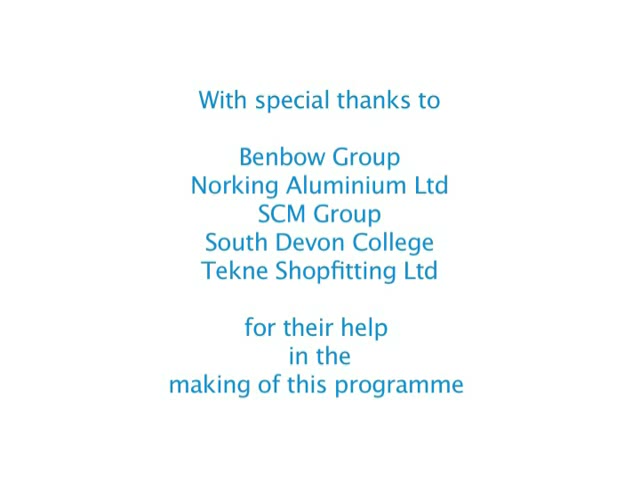 With special thanks to
Benbow Group
Norking Aluminium Ltd
SCM Group
South Devon College
Tekne Shopfitting Ltd
for their help
in the
making of this programme